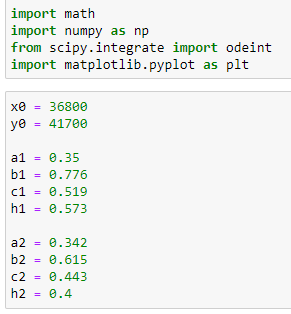 import math
import numpy as np
from scipy.integrate import odeint
import matplotlib.pyplot as plt
x0 = 36800
y0 = 41700
a1 = 0.35
b1 = 0.776
c1 = 0.519
h1 = 0.573
a2 = 0.342
b2 = 0.615
c2 = 0.443
h2 = 0.4